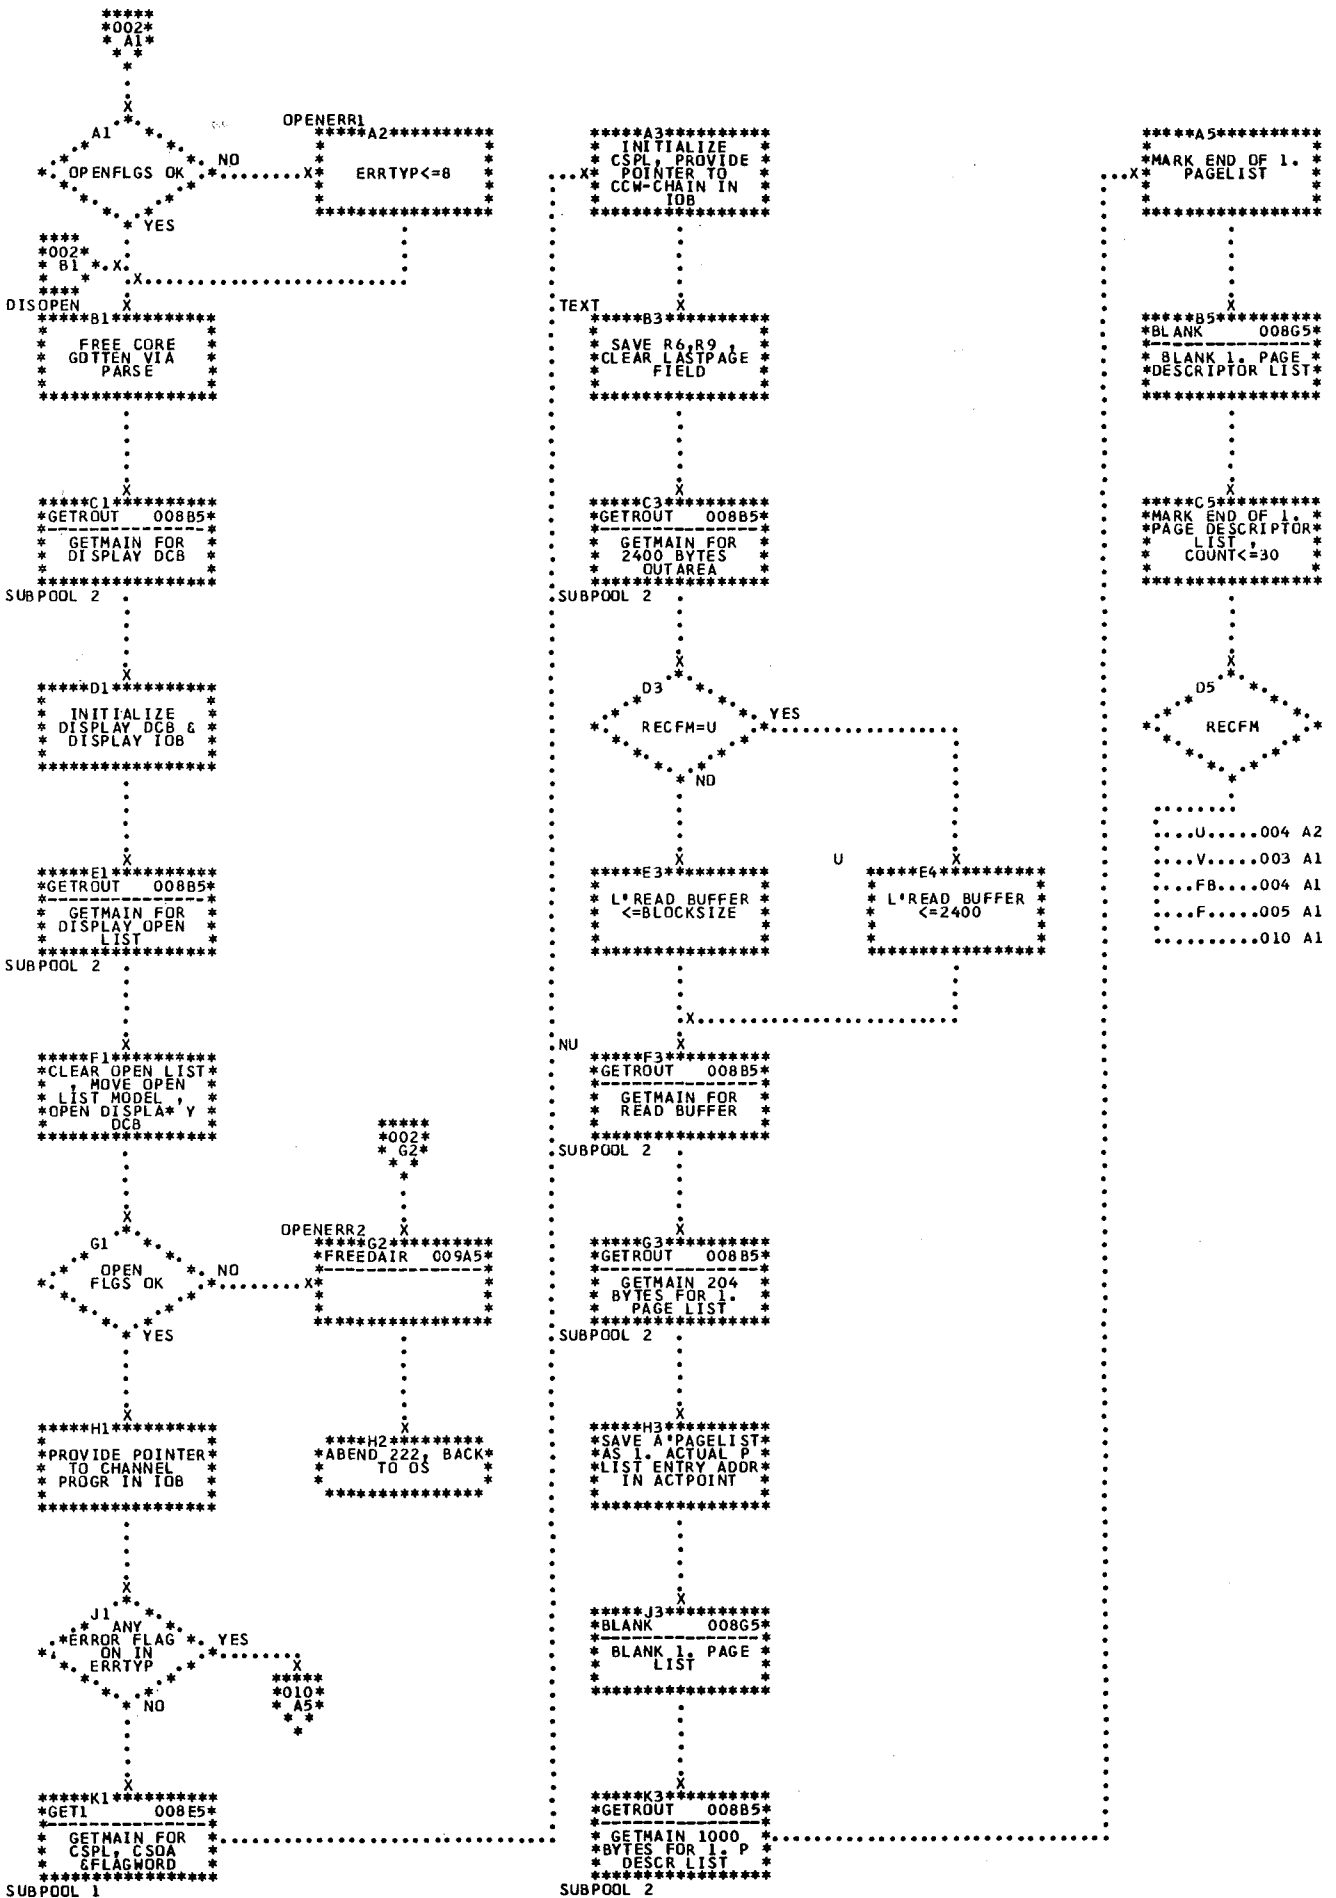 *002*
A1
A1
OPENFLGS OK
NO
YES
OPENERR1
A2
ERRTYP<=8
*002*
B1
DISOPEN
B1
FREE CORE
GOTTEN VIA
PARSE
C1
GETROUT 008B5
GETMAIN FOR
DISPLAY DCB
SUBPOOL 2
D1
INITIALIZE
DISPLAY DCB &
DISPLAY IOB
E1
GETROUT 008B5
GETMAIN FOR
DISPLAY OPEN
LIST
SUBPOOL 2
F1
CLEAR OPEN LIST
, MOVE OPEN
LIST MODEL ,
OPEN DISPLA* Y
DCB
G1
OPEN
FLGS OK
NO
YES
*002*
G2
OPENERR2
G2
FREEDAIR 009A5
H2
ABEND 222, BACK
TO OS
H1
PROVIDE POINTER
TO CHANNEL
PROGR IN IOB
J1
ANY
ERROR FLAG
ON IN
ERRTYP
YES
NO
*010*
A5
K1
GET1 008E5
GETMAIN FOR
CSPL, CSOA
&FLAGWORD
SUBPOOL 1
A3
INITIALIZE
CSPL, PROVIDE
POINTER TO
CCW-CHAIN IN
IOB
TEXT
B3
SAVE R6,R9 ,
CLEAR LASTPAGE
FIELD
C3
GETROUT 008B5
GETMAIN FOR
2400 BYTES
OUTAREA
SUBPOOL 2
D3
RECFM=U
YES
NO
E3
L'READ BUFFER
<=BLOCKSIZE
U
E4
L'READ BUFFER
<=2400
NU
F3
GETROUT 008B5
GETMAIN FOR
READ BUFFER
SUBPOOL 2
G3
GETROUT 008B5
GETMAIN 204
BYTES FOR 1.
PAGE LIST
SUBPOOL 2
H3
SAVE A'PAGELIST
AS 1. ACTUAL P
LIST ENTRY ADDR
IN ACTPOINT
J3
BLANK 008G5
BLANK 1. PAGE
LIST
K3
GETROUT 008B5
GETMAIN 1000
BYTES FOR 1. P
DESCR LIST
SUBPOOL 2
A5
MARK END OF 1.
PAGELIST
B5
BLANK 008G5
BLANK 1. PAGE
DESCRIPTOR LIST
C5
MARK END OF 1.
PAGE DESCRIPTOR
LIST ,
COUNT<=30
D5
RECFM
....U.....004 A2
....V.....003 A1
....FB....004 A1
....F.....005 A1
..........010 A1